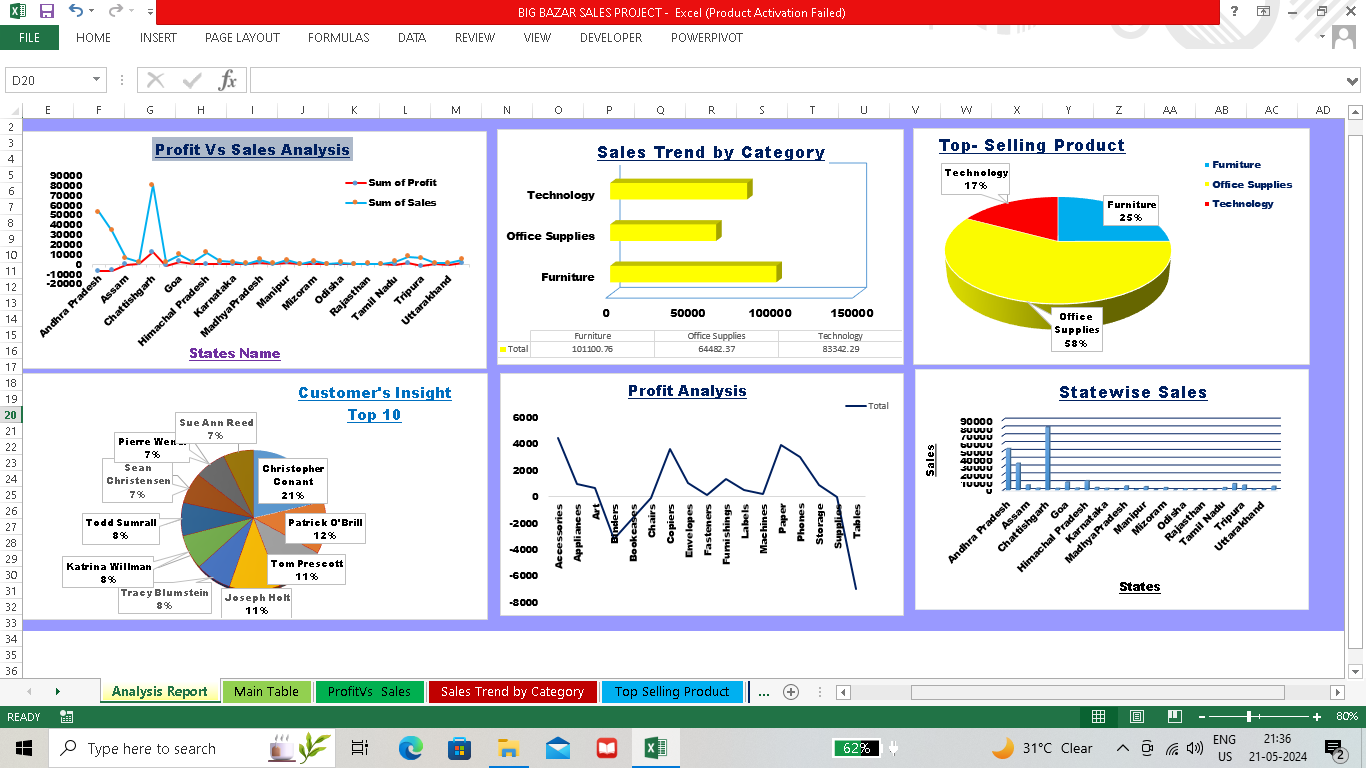 BIG BAZAR SALES PROJECT - Excel (Product Activation Failed)
FILE HOME INSERT PAGE LAYOUT FORMULAS DATA REVIEW VIEW DEVELOPER POWERPIVOT
D20 fx
E F G H I J K L M N O P Q R S T U V W X Y Z AA AB AC AD
2
3
4
5
6
7
8
9
10
11
12
13
14
15
16
17
18
19
20
21
22
23
24
25
26
27
28
29
30
31
32
33
34
35
36
Profit Vs Sales Analysis
90000
80000
70000
60000
50000
40000
30000
20000
10000
0
-10000
-20000
Sum of Profit
Sum of Sales
Andhra Pradesh
Assam
Chattishgarh
Goa
Himachal Pradesh
Karnataka
MadhyaPradesh
Manipur
Mizoram
Odisha
Rajasthan
Tamil Nadu
Tripura
Uttarakhand
States Name
Sales Trend by Category
Technology
Office Supplies
Furniture
0 50000 100000 150000
Furniture Office Supplies Technology
Total 101100.76 64482.37 83342.29
Top- Selling Product
Technology
17%
Furniture
25%
Office
Supplies
58%
Furniture
Office Supplies
Technology
Customer's Insight
Top 10
Sue Ann Reed
7%
7%
Sean
Christensen
7%
Todd Sumrall
8%
Katrina Willman
8%
Tracy Blumstein
8%
Joseph Holt
11%
Tom Prescott
11%
Patrick O'Brill
12%
Christopher
Conant
21%
Profit Analysis
Total
6000
4000
2000
0
-2000
-4000
-6000
-8000
Accessories
Appliances
Art
Binders
Bookcases
Chairs
Copiers
Envelopes
Fasteners
Furnishings
Labels
Machines
Paper
Phones
Storage
Supplies
Tables
Statewise Sales
Sales
90000
80000
70000
60000
50000
40000
30000
20000
10000
0
Andhra Pradesh
Assam
Chattishgarh
Goa
Himachal Pradesh
Karnataka
MadhyaPradesh
Manipur
Mizoram
Odisha
Rajasthan
Tamil Nadu
Tripura
Uttarakhand
States
Analysis Report Main Table ProfitVs Sales Sales Trend by Category Top Selling Product ...
READY 80%
Type here to search
62% 31°C Clear
ENG
US
21:36
21-05-2024
2